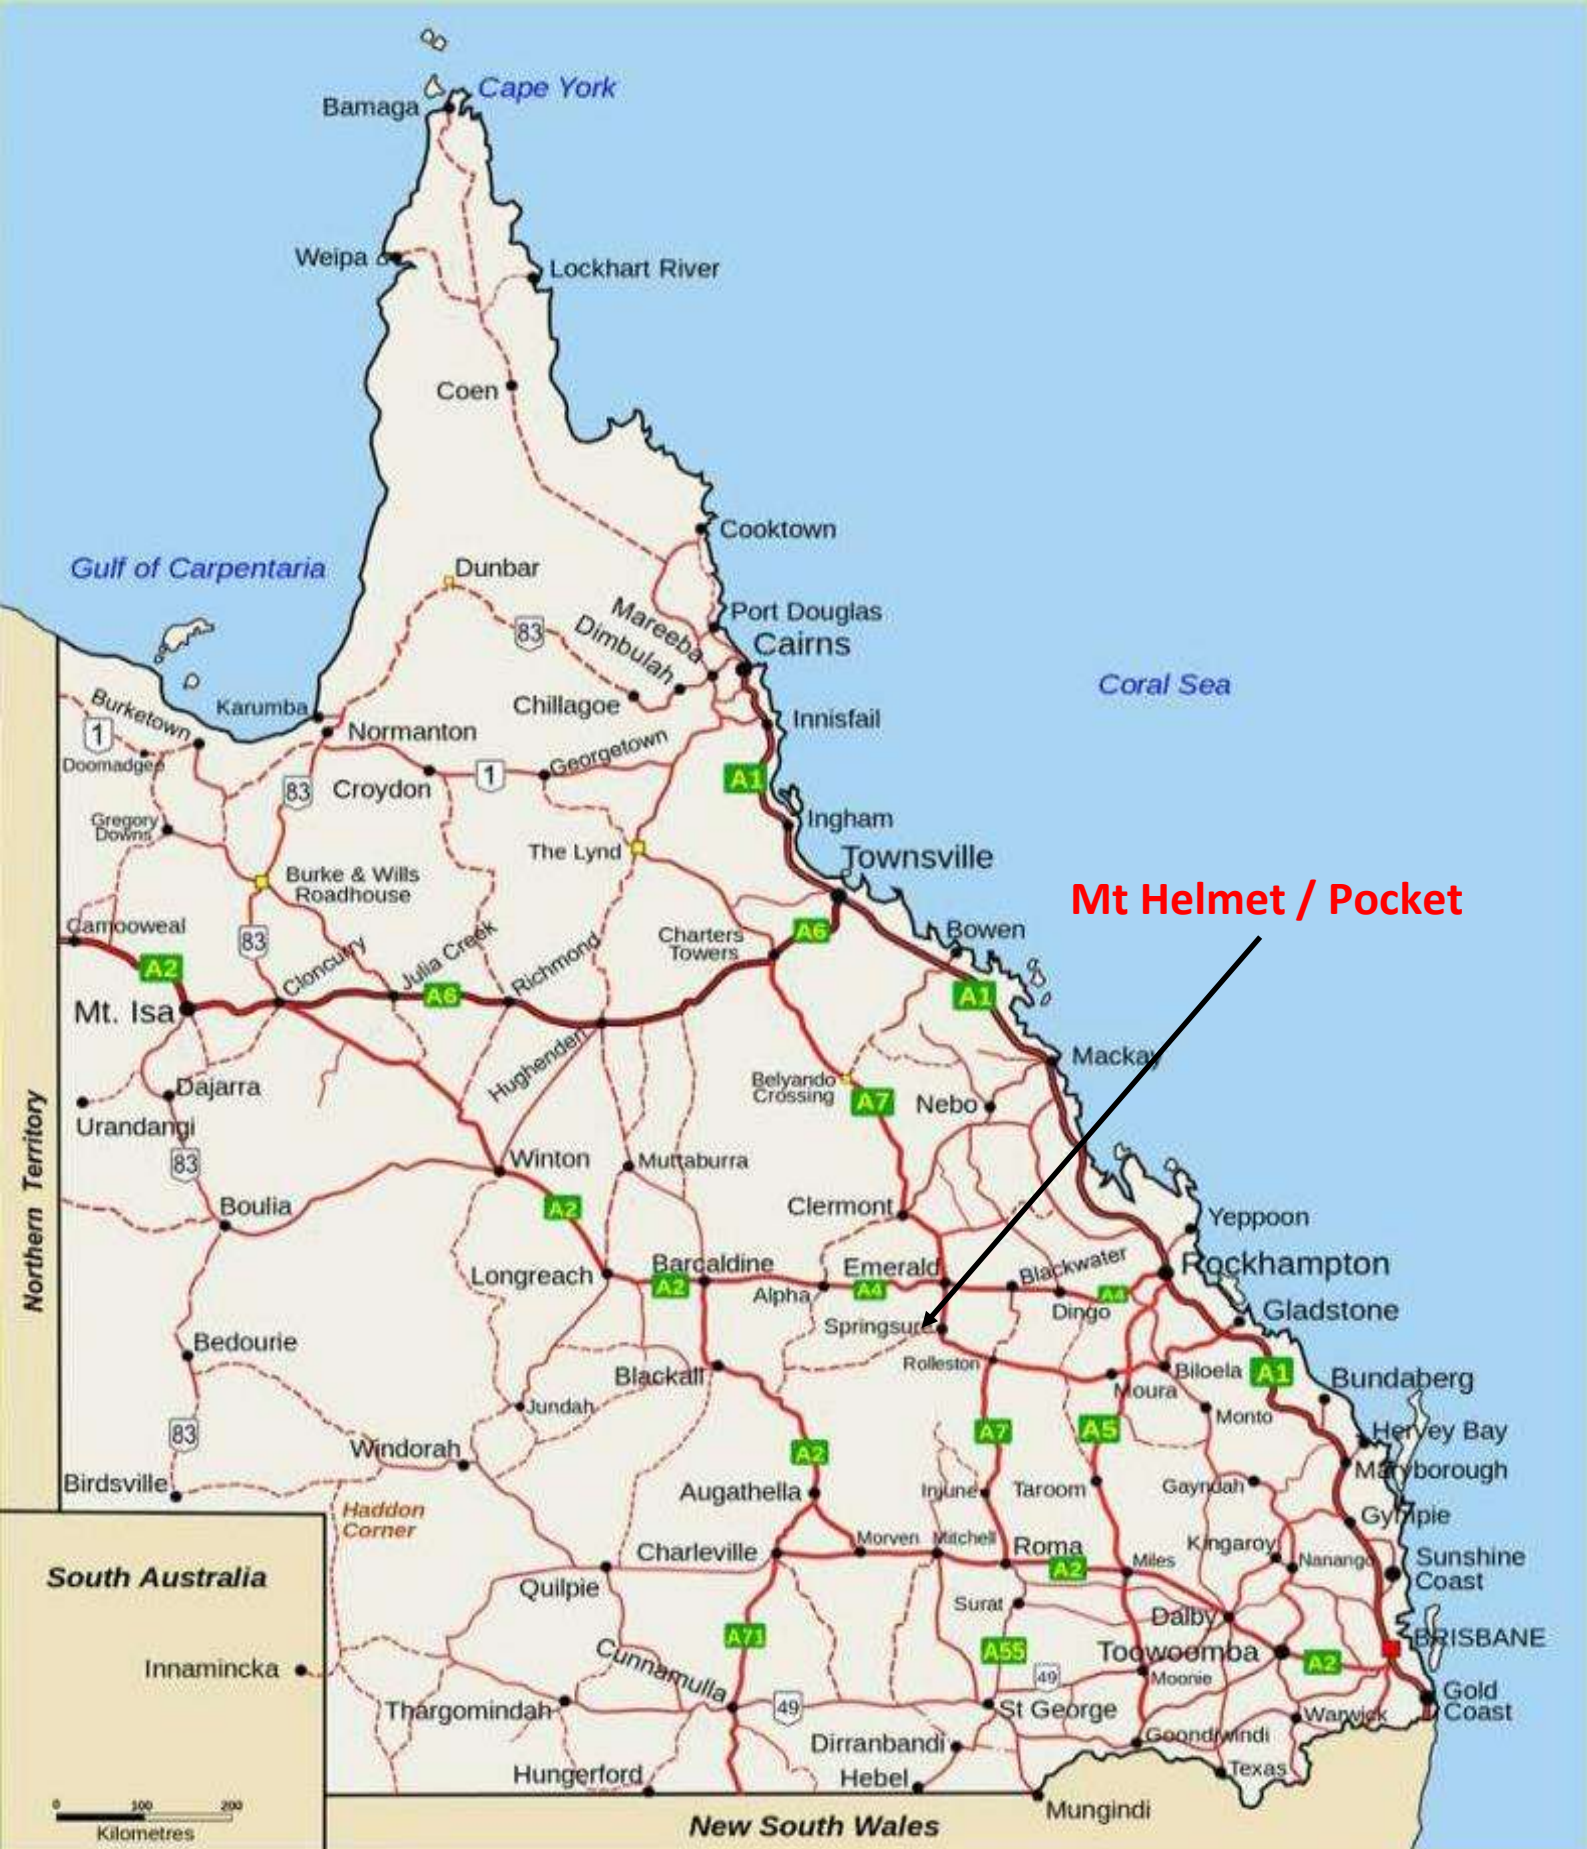 Cape York
Bamaga
Weipa
Lockhart River
Coen
Cooktown
Gulf of Carpentaria
Dunbar
83
Mareeba
Dimbulah
Port Douglas
Cairns
Coral Sea
Chillagoe
Karumba
Burketown
1
Doomadgee
Normanton
Innisfail
Georgetown
1
A1
83
Croydon
Gregory
Downs
Ingham
The Lynd
Townsville
Burke & Wills
Roadhouse
Mt Helmet / Pocket
Camooweal
83
A6
Charters
Towers
Bowen
A2
Cloncurry
Julia Creek
A6
Richmond
A1
Mt. Isa
Hughenden
Mackay
Dajarra
Belyando
Crossing
A7
Nebo
Urandangi
83
Winton
Muttaburra
Northern Territory
Boulia
A2
Clermont
Yeppoon
Longreach
Barcaldine
A2
Alpha
Emerald
A4
Blackwater
A4
Rockhampton
Dingo
Gladstone
Springsure
Bedourie
Blackall
Rolleston
Moura
Biloela
A1
Bundaberg
Jundah
Monto
83
Windorah
A2
A7
A5
Hervey Bay
Birdsville
Haddon
Corner
Augathella
Injune
Taroom
Gayndah
Maryborough
Gympie
Charleville
Morven
Mitchell
Roma
A2
Miles
Kingaroy
Nanango
Sunshine
Coast
South Australia
Quilpie
Surat
Dalby
A71
A55
Toowoomba
A2
BRISBANE
Innamincka
Cunnamulla
49
Moonie
Thargomindah
49
St George
Warwick
Gold
Coast
Dirranbandi
Goondiwindi
Hungerford
Hebel
Texas
0 100 200
Kilometres
New South Wales
Mungindi